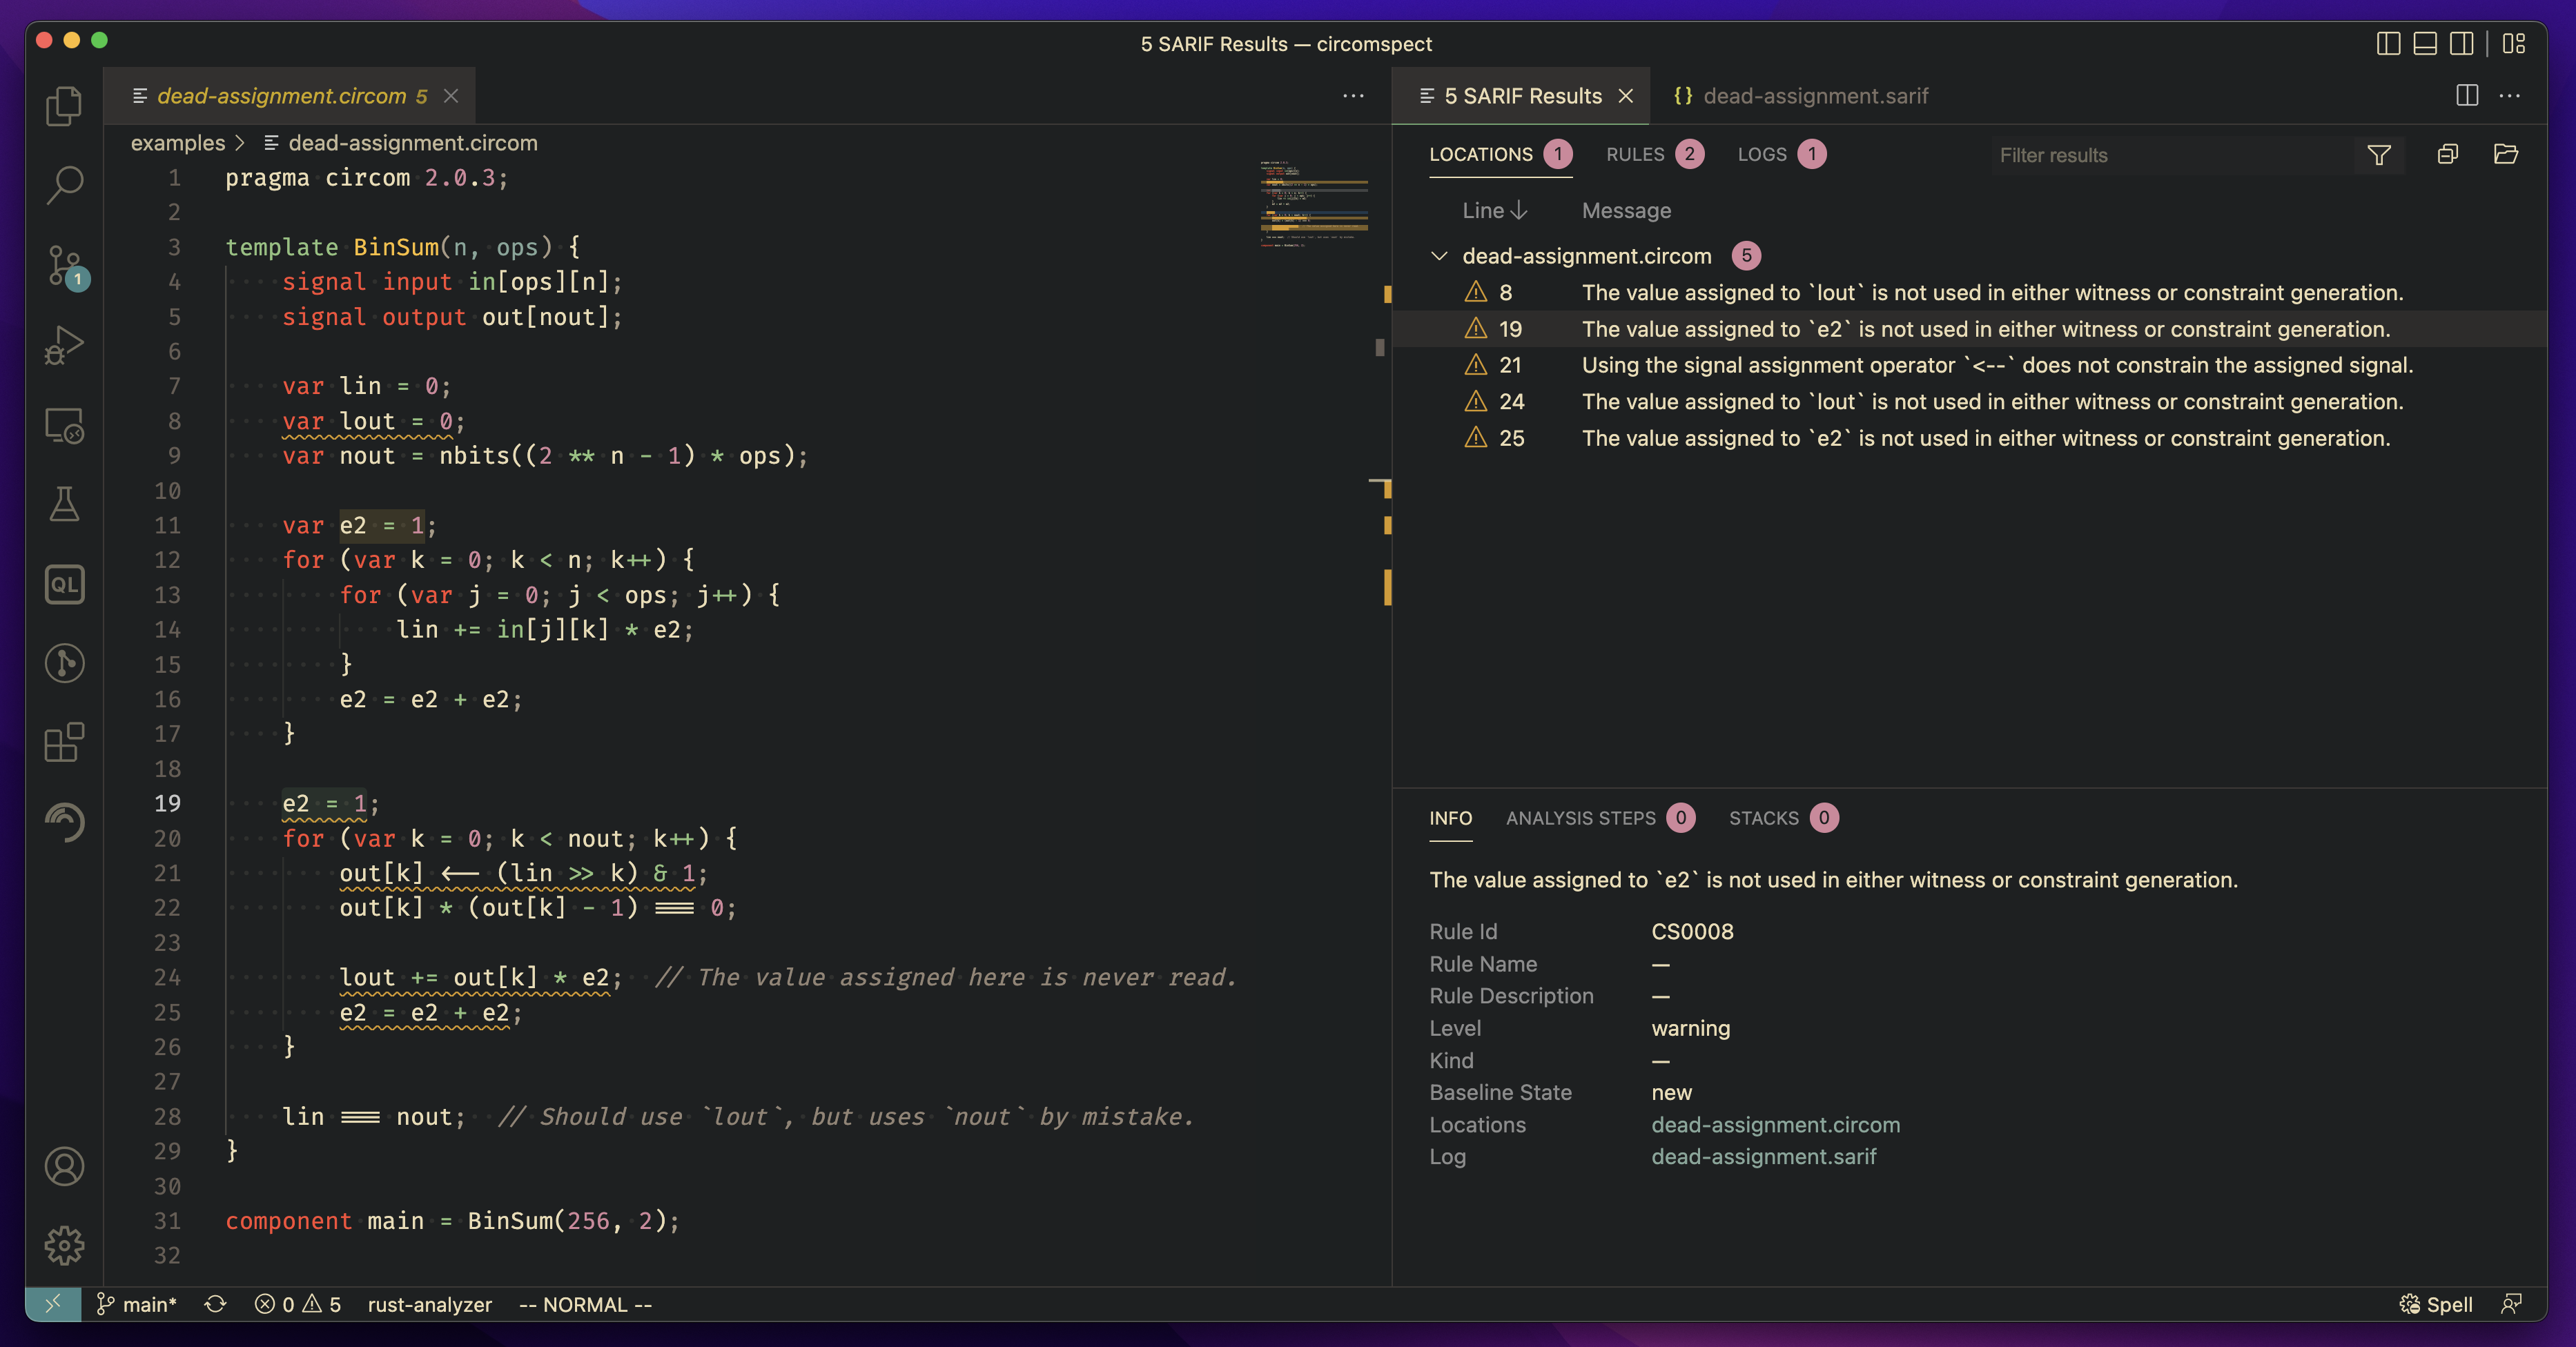 5 SARIF Results — circomspect
dead-assignment.circom 5
5 SARIF Results
{} dead-assignment.sarif
examples > dead-assignment.circom
1 pragma circom 2.0.3;
2
3 template BinSum(n, ops) {
4 signal input in[ops][n];
5 signal output out[nout];
6
7 var lin = 0;
8 var lout = 0;
9 var nout = nbits((2 ** n - 1) * ops);
10
11 var e2 = 1;
12 for (var k = 0; k < n; k++) {
13 for (var j = 0; j < ops; j++) {
14 lin += in[j][k] * e2;
15 }
16 e2 = e2 + e2;
17 }
18
19 e2 = 1;
20 for (var k = 0; k < nout; k++) {
21 out[k] <-- (lin >> k) & 1;
22 out[k] * (out[k] - 1) === 0;
23
24 lout += out[k] * e2; // The value assigned here is never read.
25 e2 = e2 + e2;
26 }
27
28 lin === nout; // Should use `lout`, but uses `nout` by mistake.
29 }
30
31 component main = BinSum(256, 2);
32
1
QL
LOCATIONS 1 RULES 2 LOGS 1 Filter results
Line Message
dead-assignment.circom 5
8 The value assigned to `lout` is not used in either witness or constraint generation.
19 The value assigned to `e2` is not used in either witness or constraint generation.
21 Using the signal assignment operator `<--` does not constrain the assigned signal.
24 The value assigned to `lout` is not used in either witness or constraint generation.
25 The value assigned to `e2` is not used in either witness or constraint generation.
INFO ANALYSIS STEPS 0 STACKS 0
The value assigned to `e2` is not used in either witness or constraint generation.
Rule Id CS0008
Rule Name —
Rule Description —
Level warning
Kind —
Baseline State new
Locations dead-assignment.circom
Log dead-assignment.sarif
main* 0 5 rust-analyzer -- NORMAL -- Spell